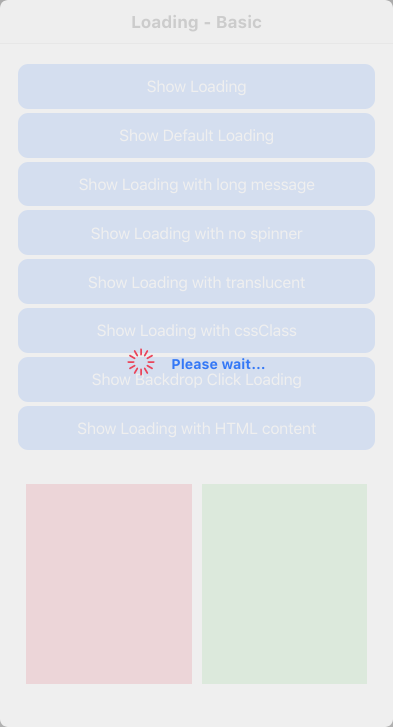 Loading - Basic
Show Loading
Show Default Loading
Show Loading with long message
Show Loading with no spinner
Show Loading with translucent
Show Loading with cssClass
Please wait...
Show Backdrop Click Loading
Show Loading with HTML content